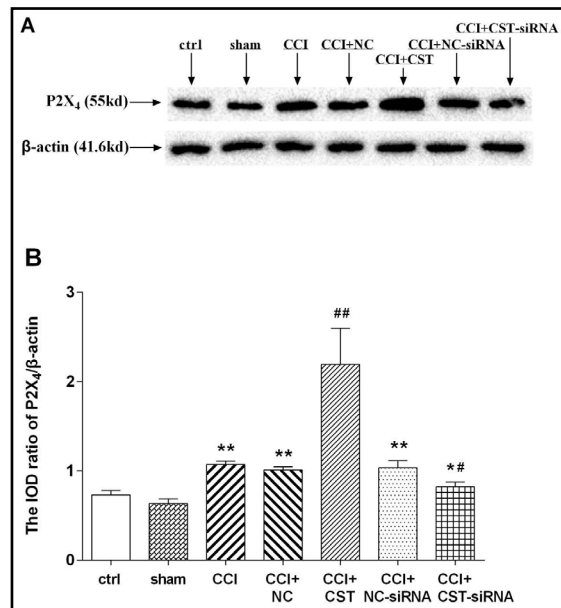 A
CCI+CST-siRNA
ctrl sham CCI CCI+NC CCI+NC-siRNA
CCI+CST
P2X₄ (55kd)
β-actin (41.6kd)
B
The IOD ratio of P2X₄/β-actin
3
2
1
0
##
** ** ** *#
ctrl sham CCI CCI+ CCI+ CCI+ CCI+
NC CST NC-siRNA CST-siRNA